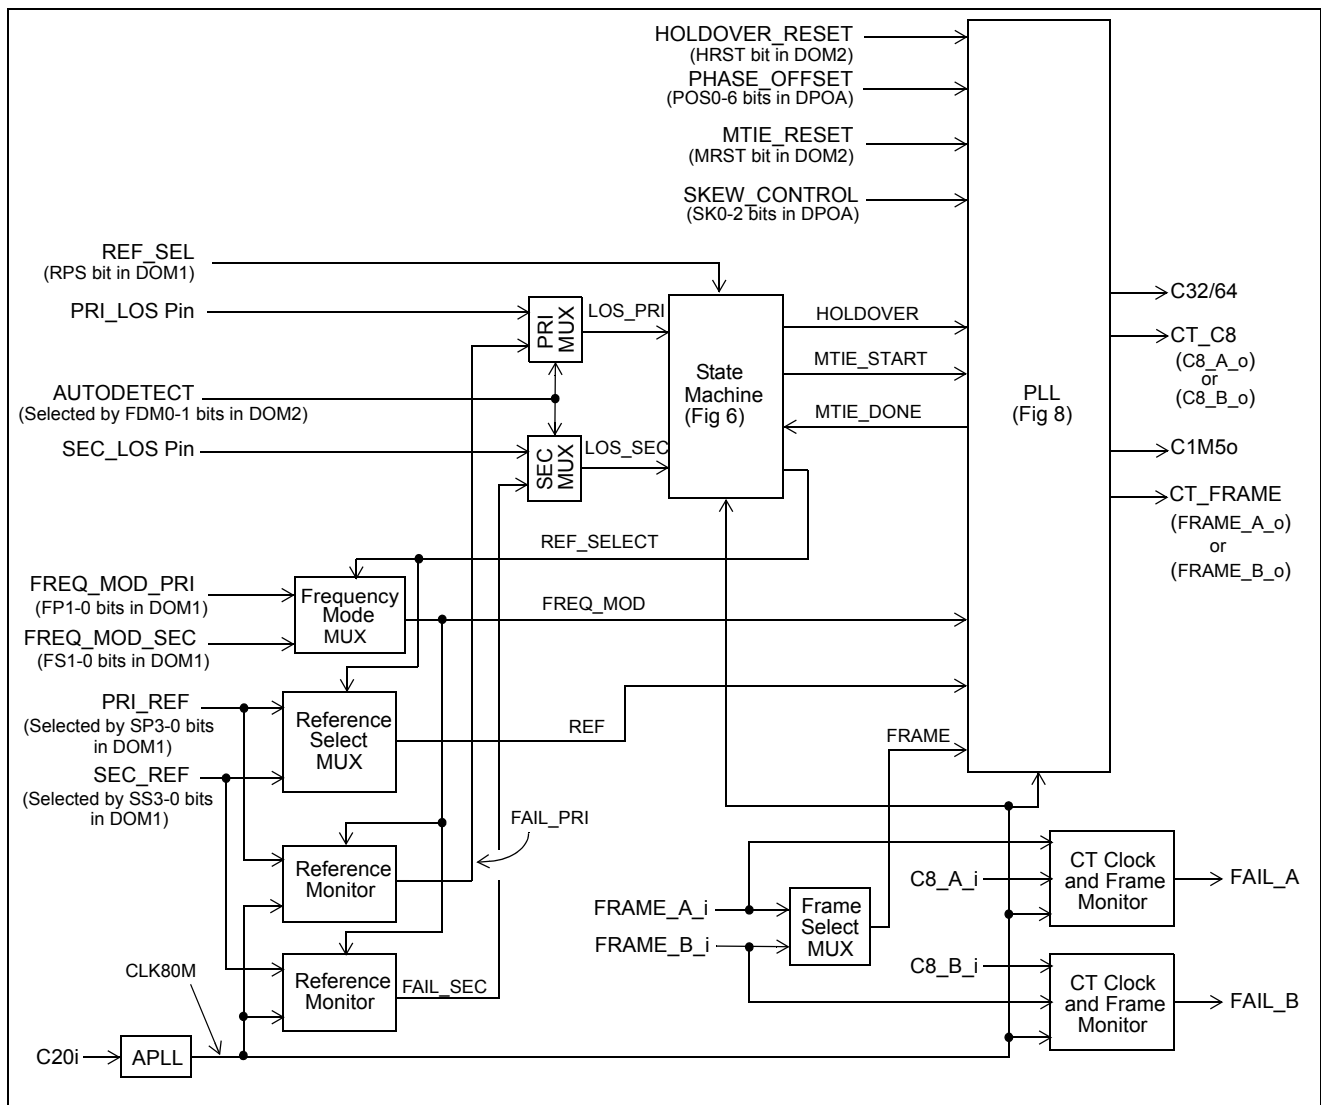 HOLDOVER_RESET
(HRST bit in DOM2)
PHASE_OFFSET
(POS0-6 bits in DPOA)
MTIE_RESET
(MRST bit in DOM2)
SKEW_CONTROL
(SK0-2 bits in DPOA)
REF_SEL
(RPS bit in DOM1)
PRI_LOS Pin
AUTODETECT
(Selected by FDM0-1 bits in DOM2)
SEC_LOS Pin
PRI
MUX
SEC
MUX
LOS_PRI
LOS_SEC
State
Machine
(Fig 6)
HOLDOVER
MTIE_START
MTIE_DONE
PLL
(Fig 8)
C32/64
CT_C8
(C8_A_o)
or
(C8_B_o)
C1M5o
CT_FRAME
(FRAME_A_o)
or
(FRAME_B_o)
REF_SELECT
FREQ_MOD_PRI
(FP1-0 bits in DOM1)
FREQ_MOD_SEC
(FS1-0 bits in DOM1)
Frequency
Mode
MUX
FREQ_MOD
PRI_REF
(Selected by SP3-0 bits
in DOM1)
SEC_REF
(Selected by SS3-0 bits
in DOM1)
Reference
Select
MUX
REF
FRAME
FAIL_PRI
Reference
Monitor
Reference
Monitor
FAIL_SEC
CLK80M
C20i
APLL
FRAME_A_i
FRAME_B_i
Frame
Select
MUX
C8_A_i
CT Clock
and Frame
Monitor
FAIL_A
C8_B_i
CT Clock
and Frame
Monitor
FAIL_B